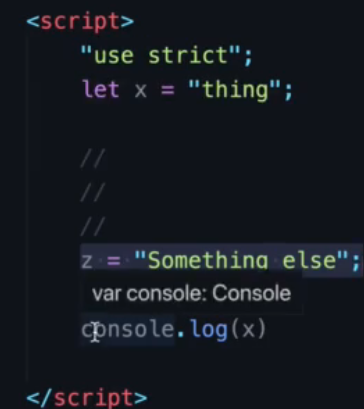 <script>
"use strict";
let x = "thing";
//
//
//
z = "Something else";
var console: Console
console.log(x)
</script>